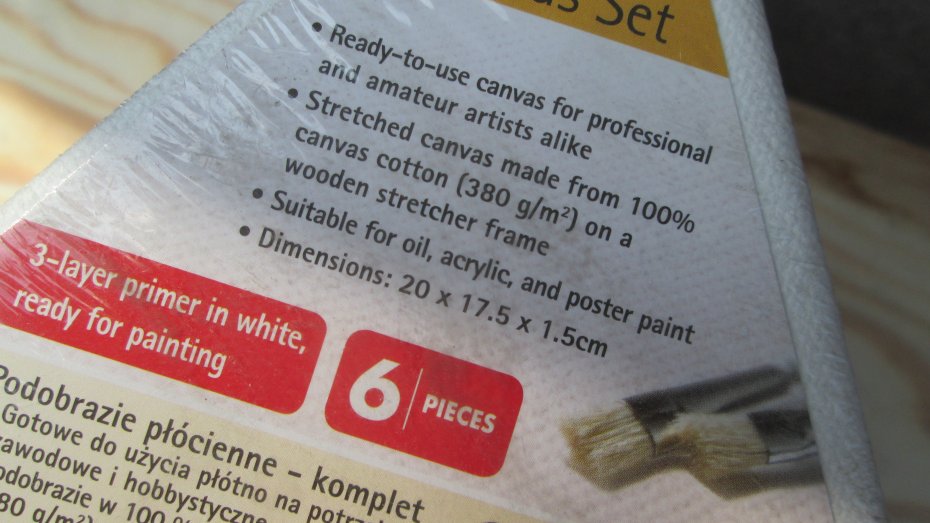 Set
• Ready-to-use canvas for professional
and amateur artists alike
• Stretched canvas made from 100%
canvas cotton (380 g/m²) on a
wooden stretcher frame
• Suitable for oil, acrylic, and poster paint
• Dimensions: 20 x 17.5 x 1.5cm
3-layer primer in white,
ready for painting
6 PIECES
Podobrazie płócienne – komplet
Gotowe do użycia płótno na
i hobbystyczne
w 100 %
g/m²)